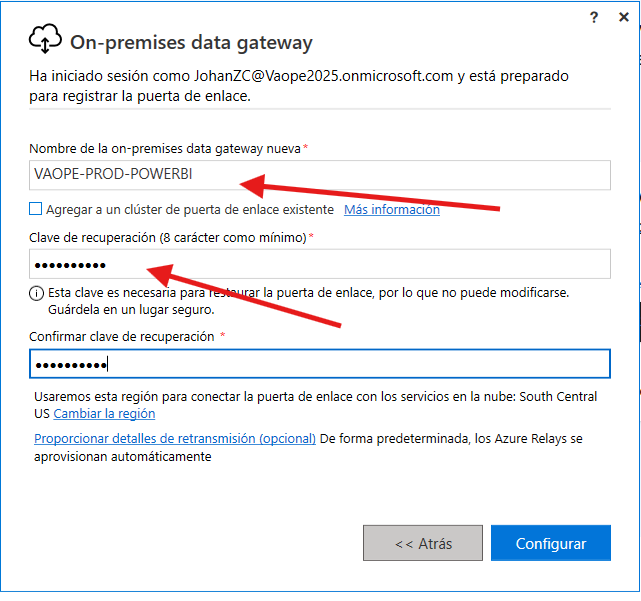 ? ×
On-premises data gateway
Ha iniciado sesión como JohanZC@Vaope2025.onmicrosoft.com y está preparado
para registrar la puerta de enlace.
Nombre de la on-premises data gateway nueva*
VAOPE-PROD-POWERBI
Agregar a un clúster de puerta de enlace existente Más información
Clave de recuperación (8 carácter como mínimo)*
●●●●●●●●●●
Esta clave es necesaria para restaurar la puerta de enlace, por lo que no puede modificarse.
Guárdela en un lugar seguro.
Confirmar clave de recuperación *
●●●●●●●●●●
Usaremos esta región para conectar la puerta de enlace con los servicios en la nube: South Central
US Cambiar la región
Proporcionar detalles de retransmisión (opcional) De forma predeterminada, los Azure Relays se
aprovisionan automáticamente
<< Atrás Configurar